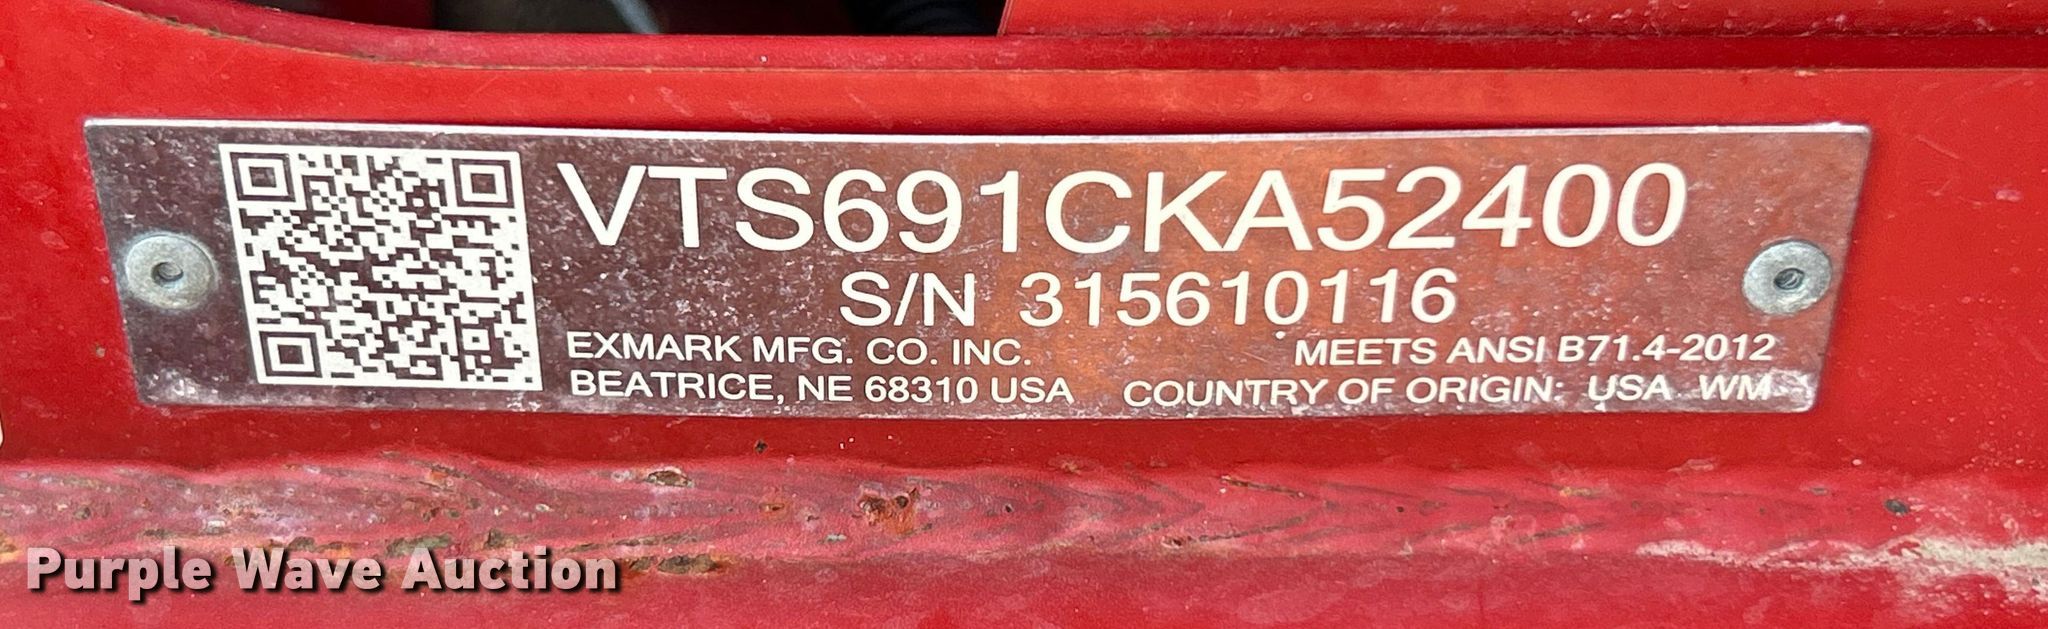 VTS691CKA52400
S/N 315610116
EXMARK MFG. CO. INC.
BEATRICE, NE 68310 USA
MEETS ANSI B71.4-2012
COUNTRY OF ORIGIN: USA WM
Purple Wave Auction